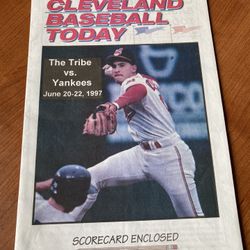 CLEVELAND
BASEBALL
TODAY
The Tribe
vs.
Yankees
June 20-22, 1997
SCORECARD ENCLOSED